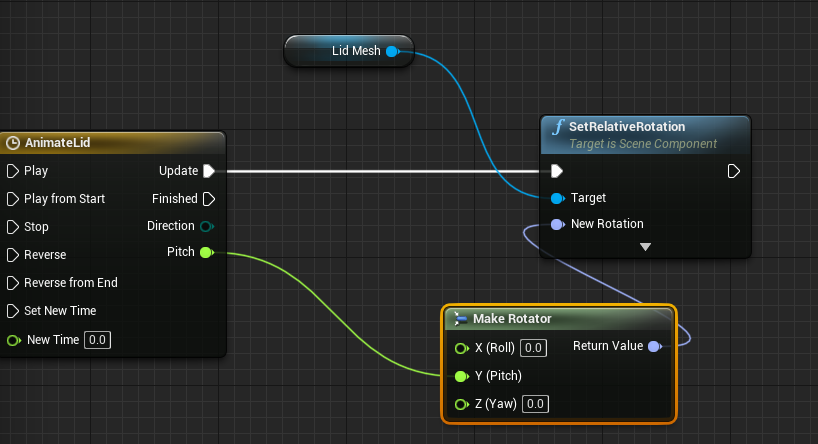 Lid Mesh
AnimateLid
Play
Update
Play from Start
Finished
Stop
Direction
Reverse
Pitch
Reverse from End
Set New Time
New Time 0.0
SetRelativeRotation
Target is Scene Component
Target
New Rotation
Make Rotator
X (Roll) 0.0
Return Value
Y (Pitch)
Z (Yaw) 0.0